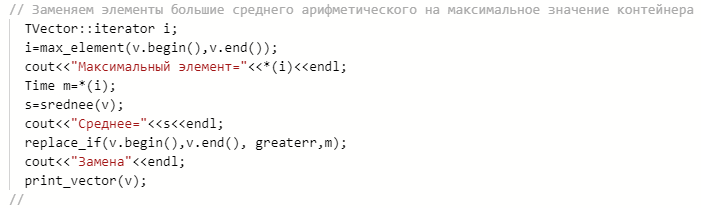 // Заменяем элементы большие среднего арифметического на максимальное значение контейнера
TVector::iterator i;
i=max_element(v.begin(),v.end());
cout<<"Максимальный элемент="<<*(i)<<endl;
Time m=*(i);
s=srednee(v);
cout<<"Среднее="<<s<<endl;
replace_if(v.begin(),v.end(), greaterr,m);
cout<<"Замена"<<endl;
print_vector(v);
//